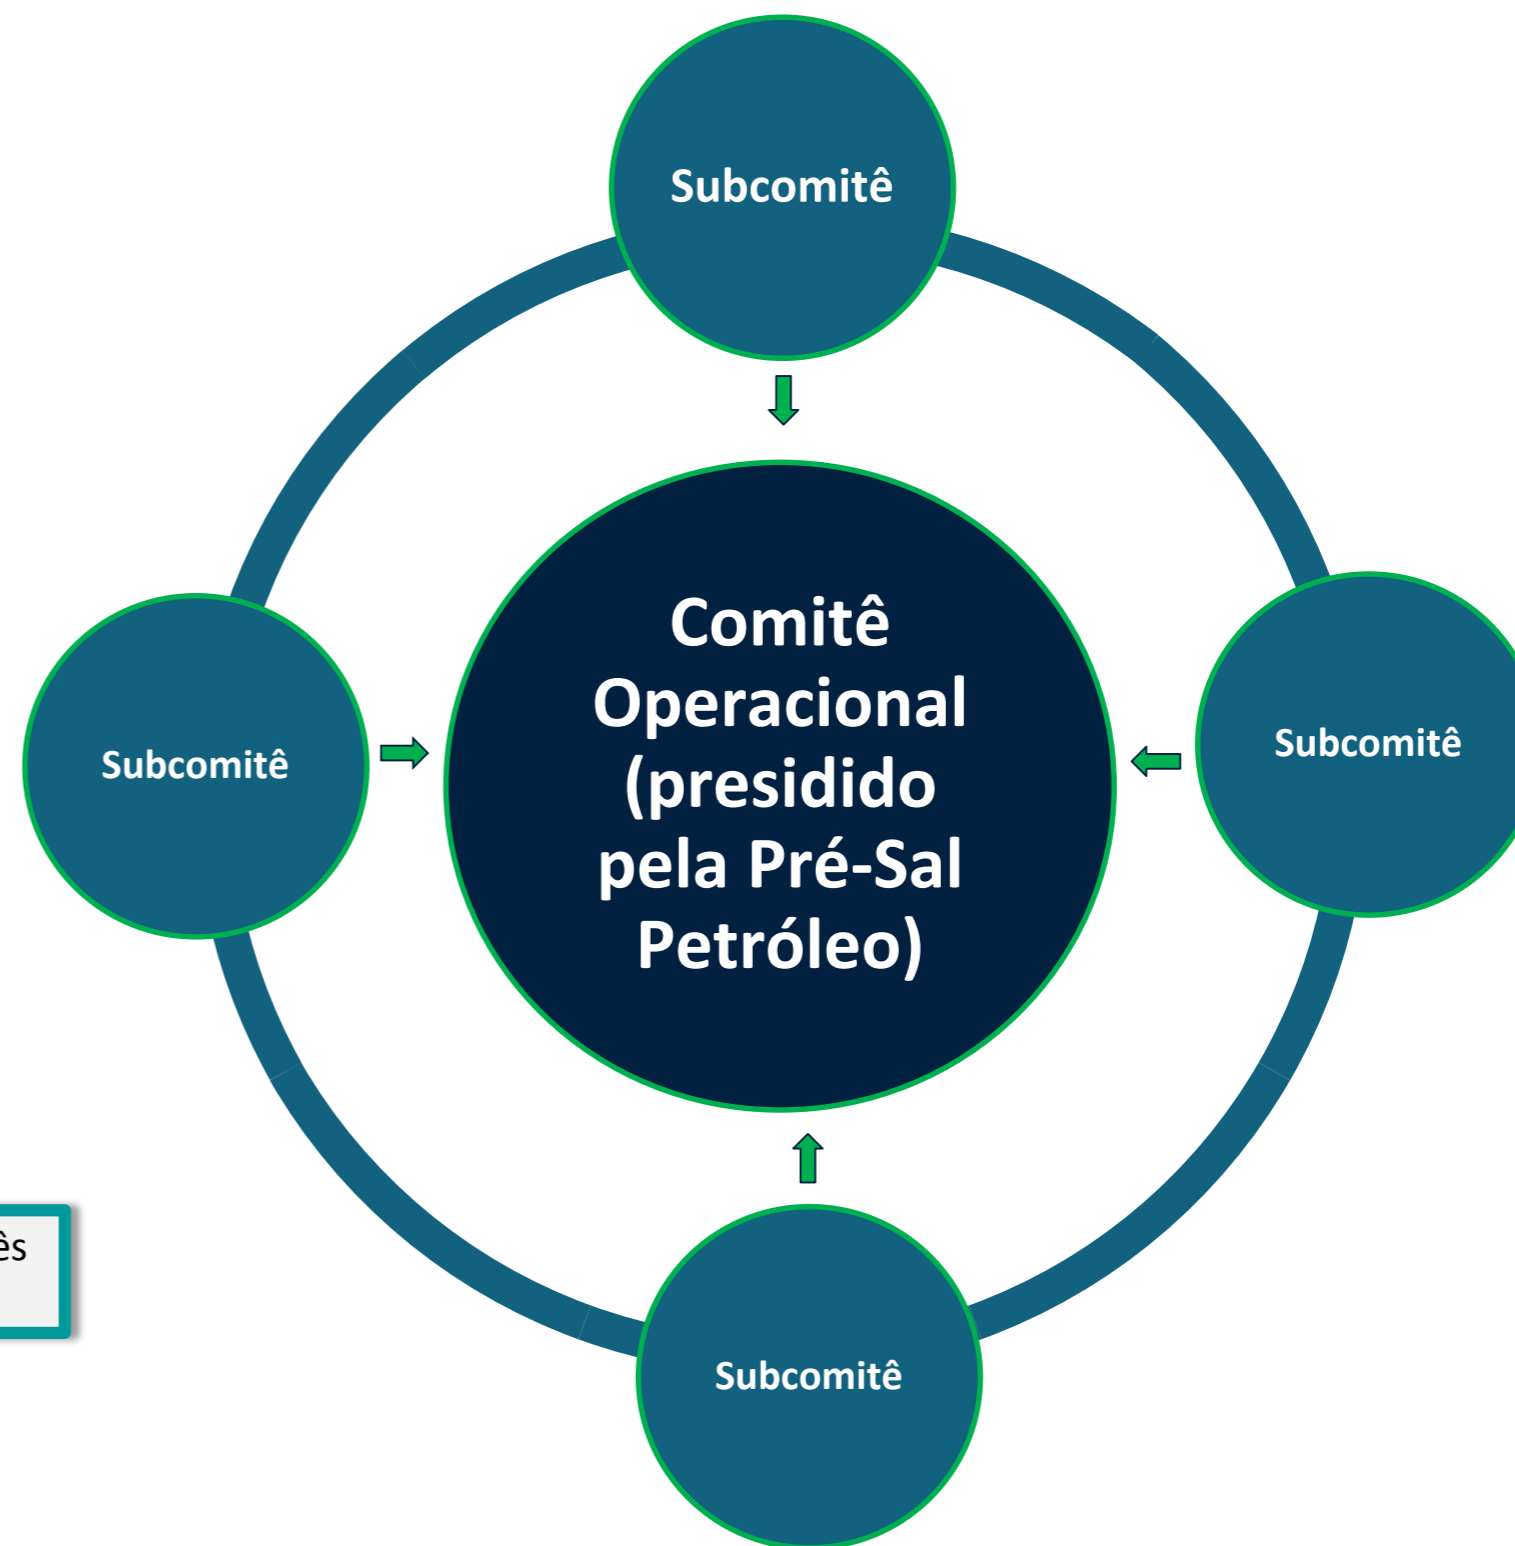 Subcomitê
Comitê
Operacional
(presidido
pela Pré-Sal
Petróleo)
Subcomitê
Subcomitê
Subcomitê